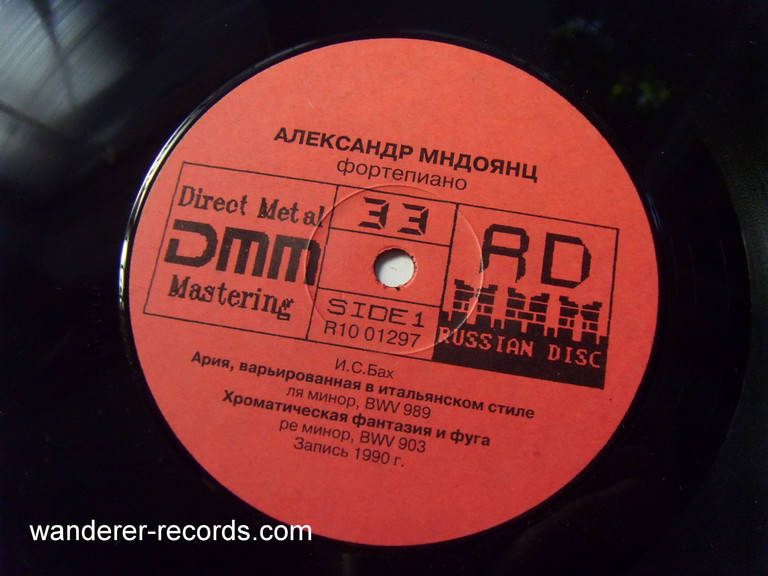 АЛЕКСАНДР МНДОЯНЦ
фортепиано
Direct Metal
DMM
Mastering
33
SIDE 1
R10 01297
RD
RUSSIAN DISC
И.С.Бах
Ария, варьированная в итальянском стиле
ля минор, BWV 989
Хроматическая фантазия и фуга
ре минор, BWV 903
Запись 1990 г.
wanderer-records.com